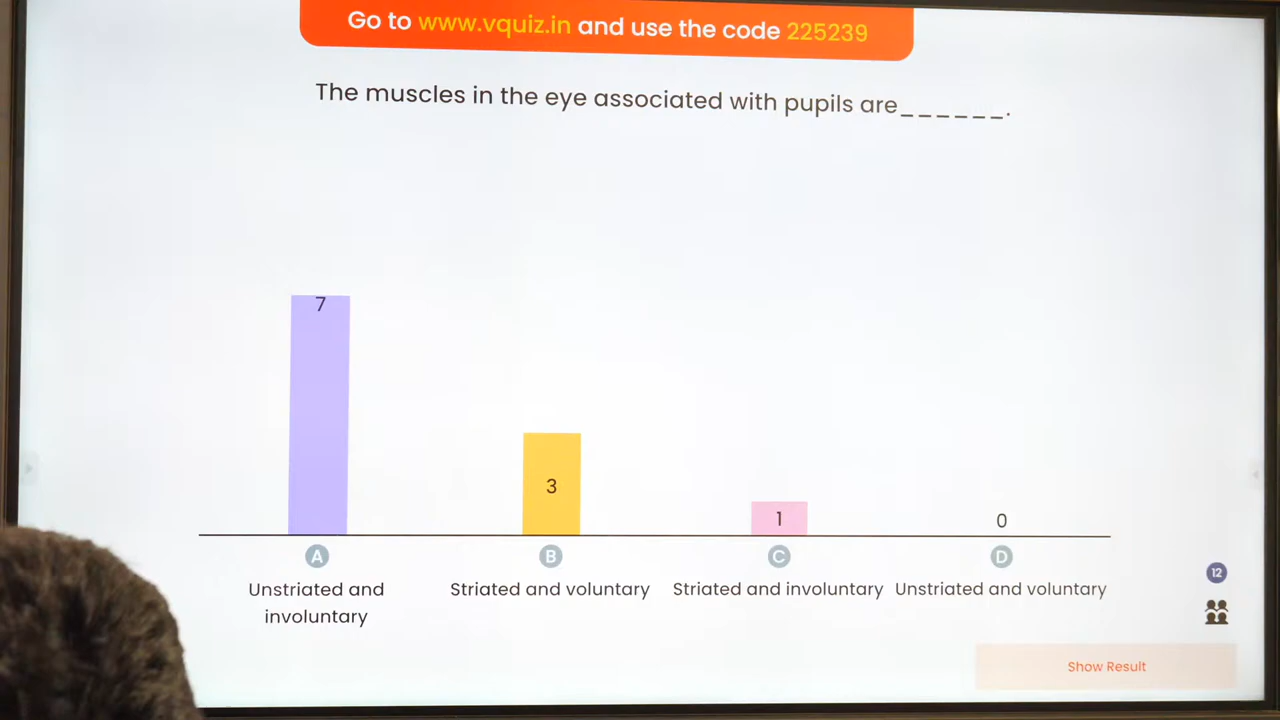 Go to www.vquiz.in and use the code 225239
The muscles in the eye associated with pupils are______.
7
3
1
0
A
B
C
D
Unstriated and
involuntary
Striated and voluntary
Striated and involuntary
Unstriated and voluntary
12
Show Result